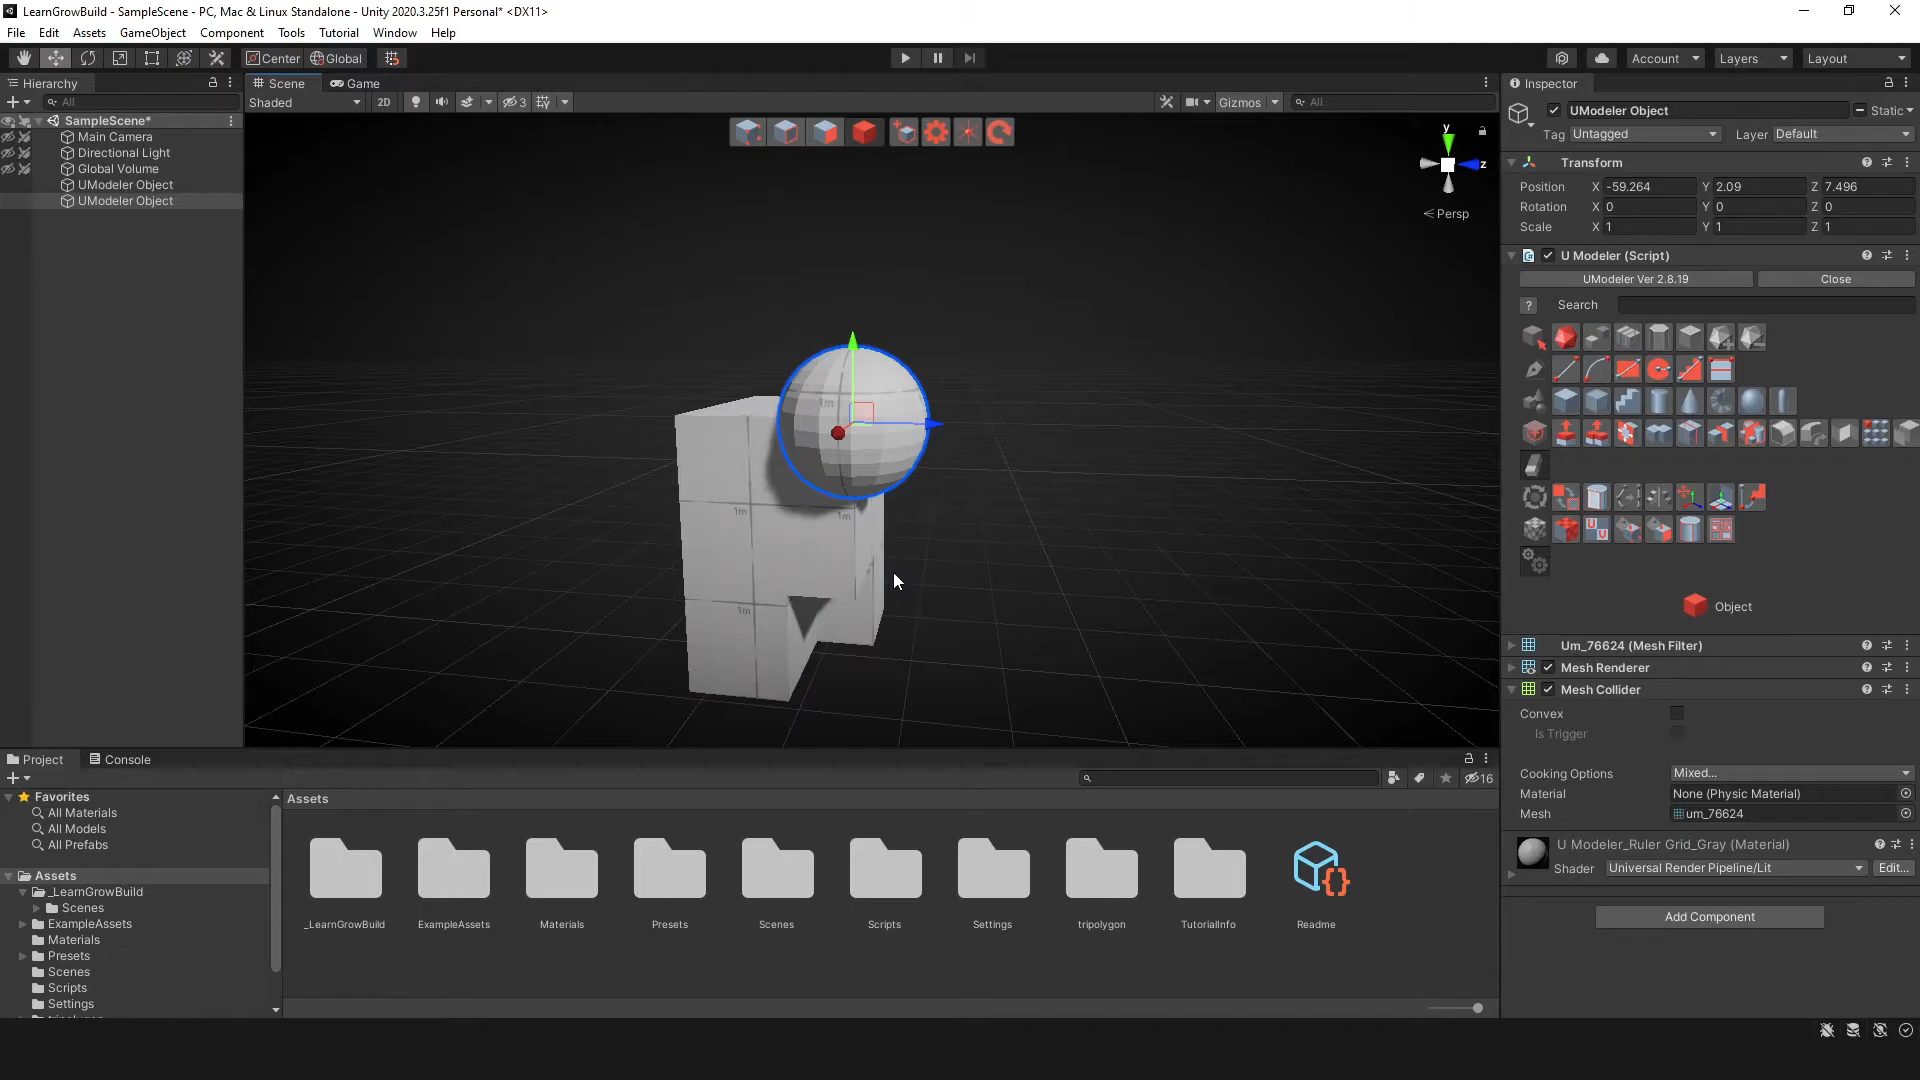 LearnGrowBuild - SampleScene - PC, Mac & Linux Standalone - Unity 2020.3.25f1 Personal* <DX11>
File Edit Assets GameObject Component Tools Tutorial Window Help
Center Global
Account Layers Layout
Hierarchy
All
SampleScene*
Main Camera
Directional Light
Global Volume
UModeler Object
UModeler Object
Scene Game
Shaded 2D 3 Gizmos All
y
z
Persp
1m
1m
1m
1m
Inspector
UModeler Object Static
Tag Untagged Layer Default
Transform
Position X -59.264 Y 2.09 Z 7.496
Rotation X 0 Y 0 Z 0
Scale X 1 Y 1 Z 1
U Modeler (Script)
UModeler Ver 2.8.19 Close
? Search
Object
Um_76624 (Mesh Filter)
Mesh Renderer
Mesh Collider
Convex
Is Trigger
Cooking Options Mixed...
Material None (Physic Material)
Mesh um_76624
U Modeler_Ruler Grid_Gray (Material)
Shader Universal Render Pipeline/Lit Edit...
Add Component
Project Console
16
Favorites
All Materials
All Models
All Prefabs
Assets
_LearnGrowBuild
Scenes
ExampleAssets
Materials
Presets
Scenes
Scripts
Settings
Assets
_LearnGrowBuild ExampleAssets Materials Presets Scenes Scripts Settings tripolygon TutorialInfo Readme